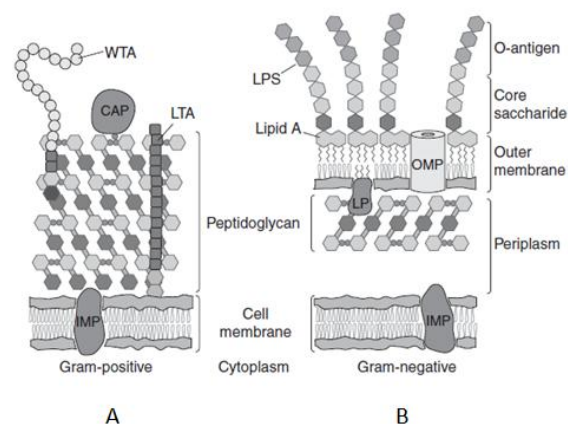 WTA
CAP
LTA
Peptidoglycan
IMP
Cell
membrane
Gram-positive
Cytoplasm
A
O-antigen
LPS
Core
saccharide
Lipid A
OMP
Outer
membrane
LP
Periplasm
IMP
Gram-negative
B